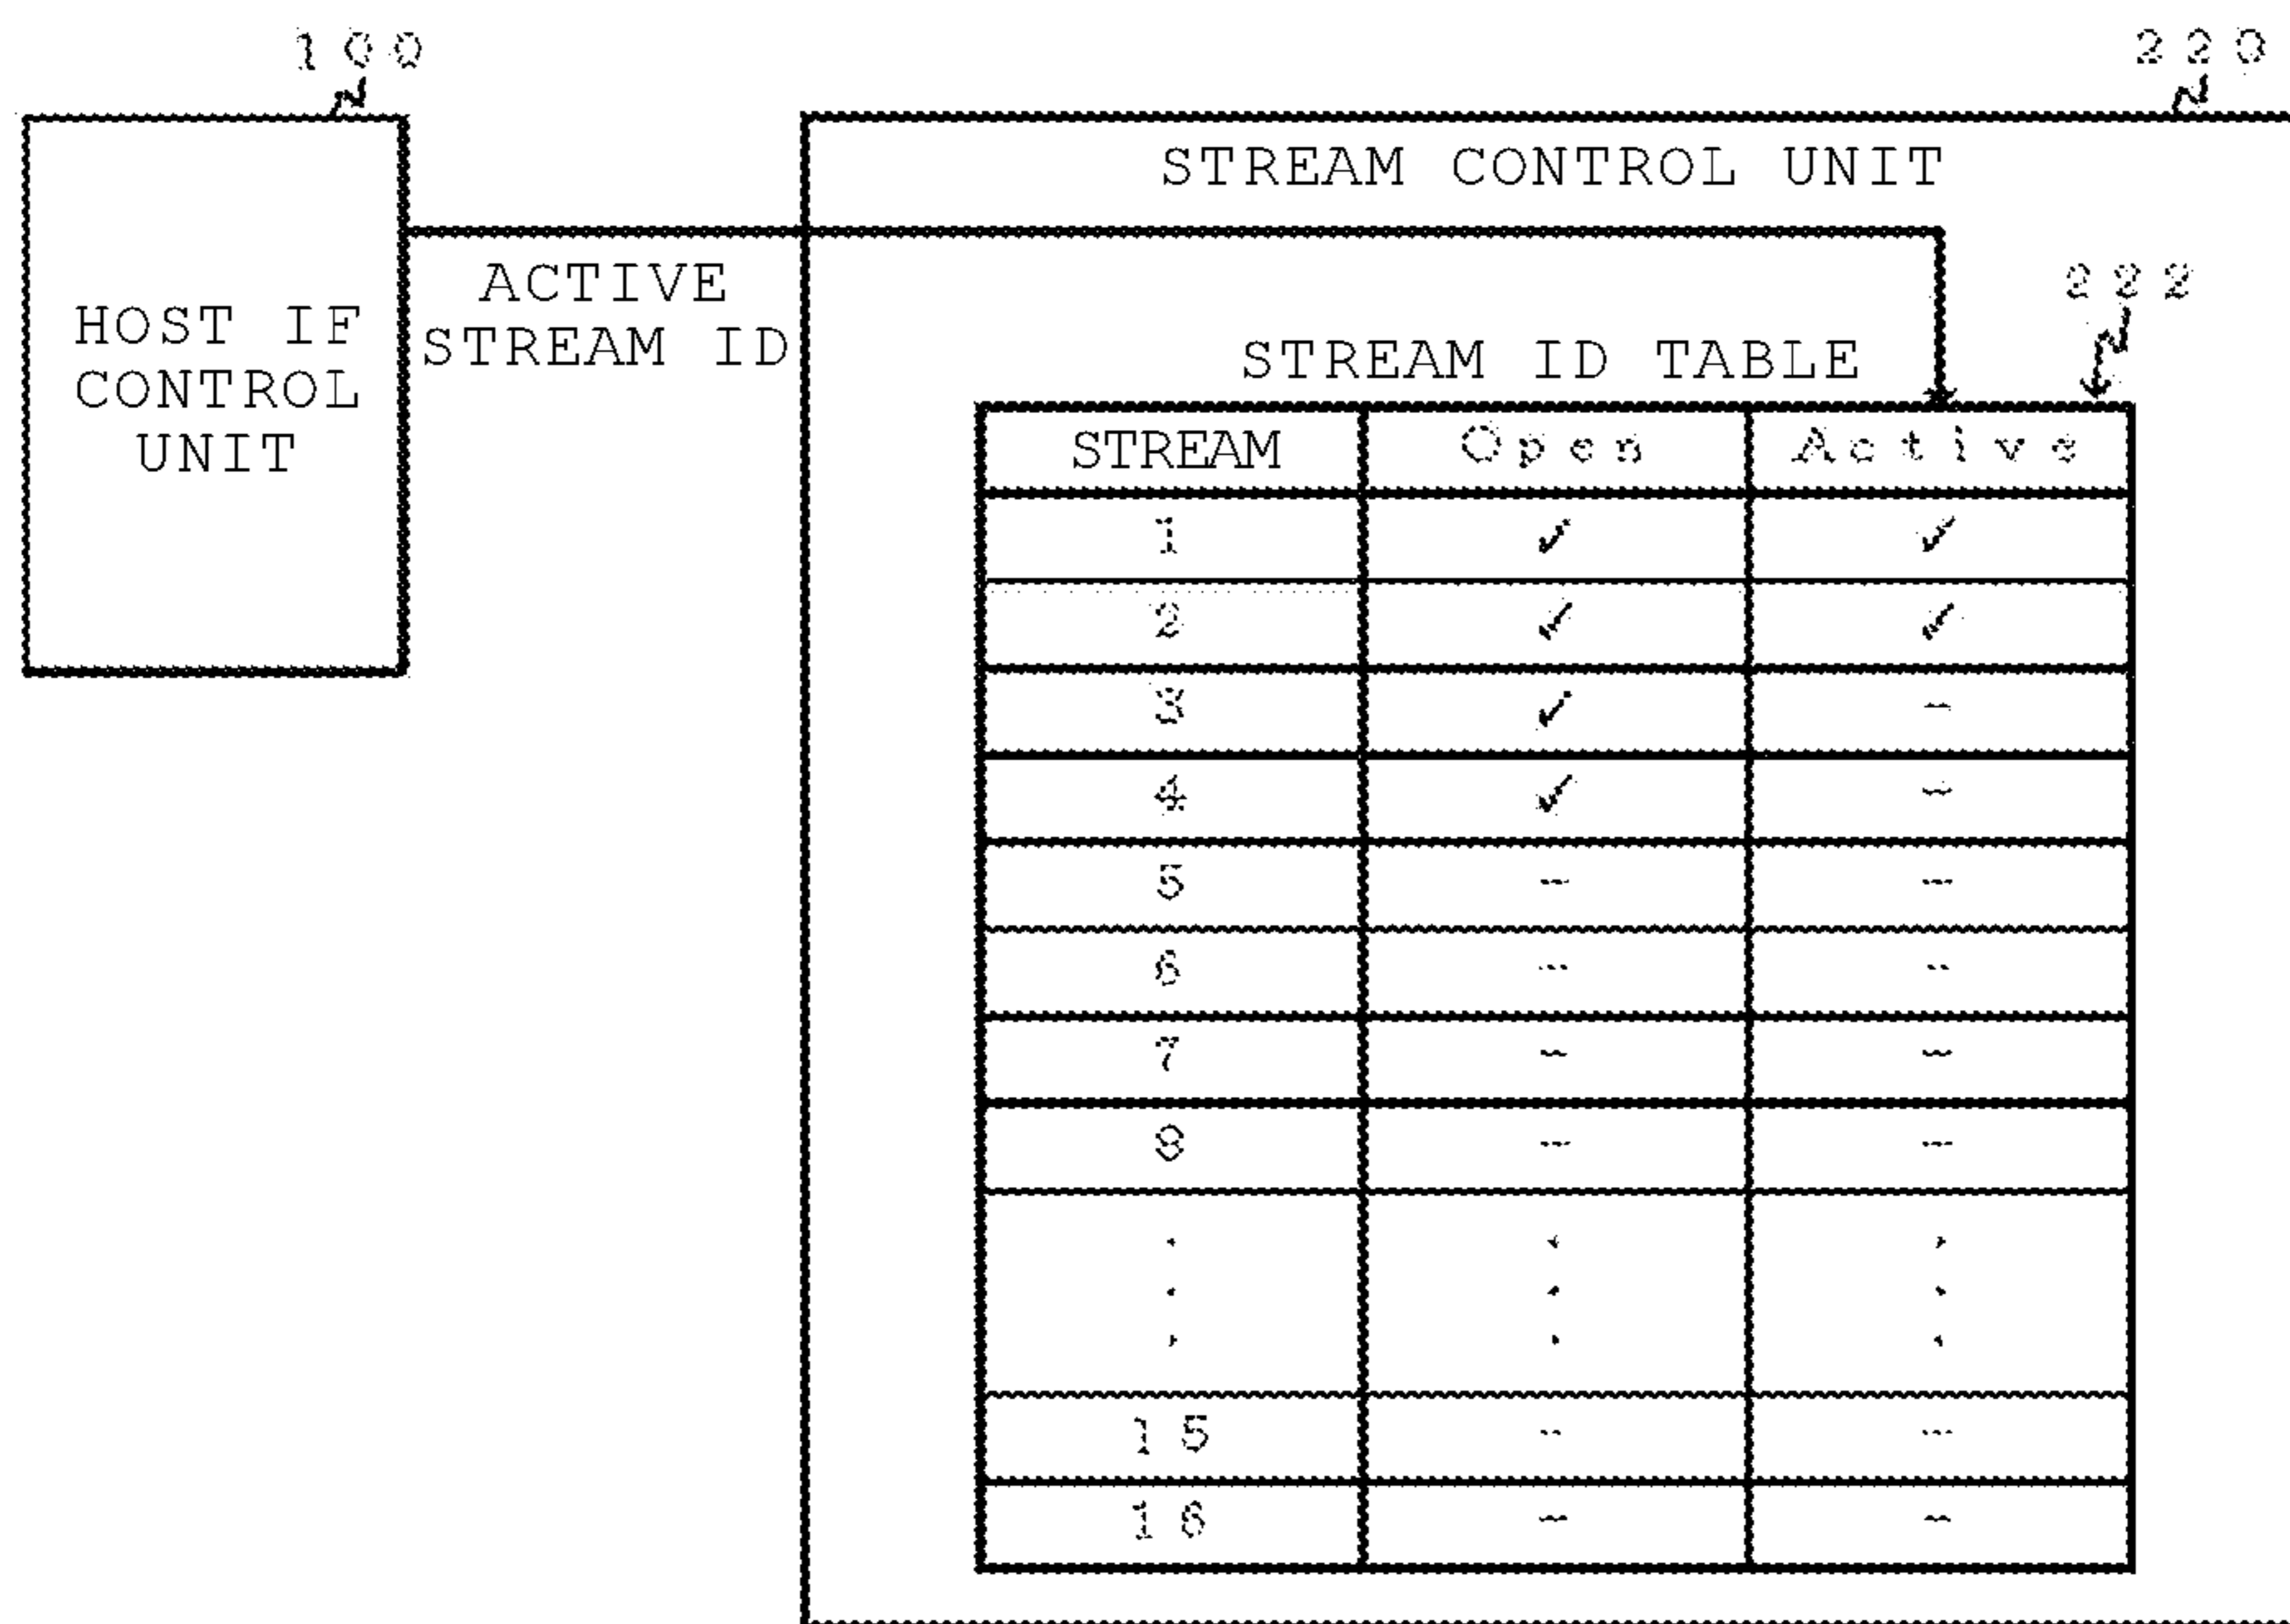 100
220
STREAM CONTROL UNIT
ACTIVE
STREAM ID
HOST IF
CONTROL
UNIT
222
STREAM ID TABLE
STREAM Open Active
1 ✓ ✓
2 ✓ ✓
3 ✓ -
4 ✓ -
5 - -
6 - -
7 - -
8 - -
. . .
. . .
. . .
15 - -
16 - -